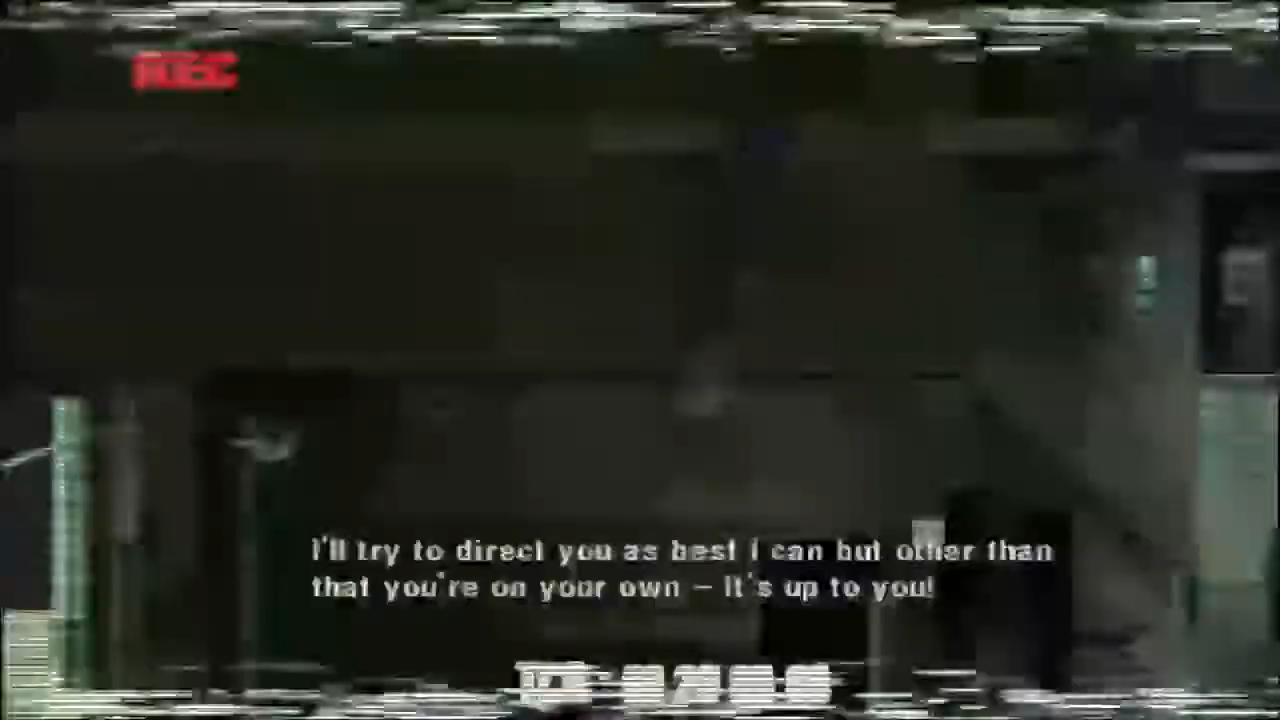 REC
I'll try to direct you as best I can but other than
that you're on your own – It's up to you!